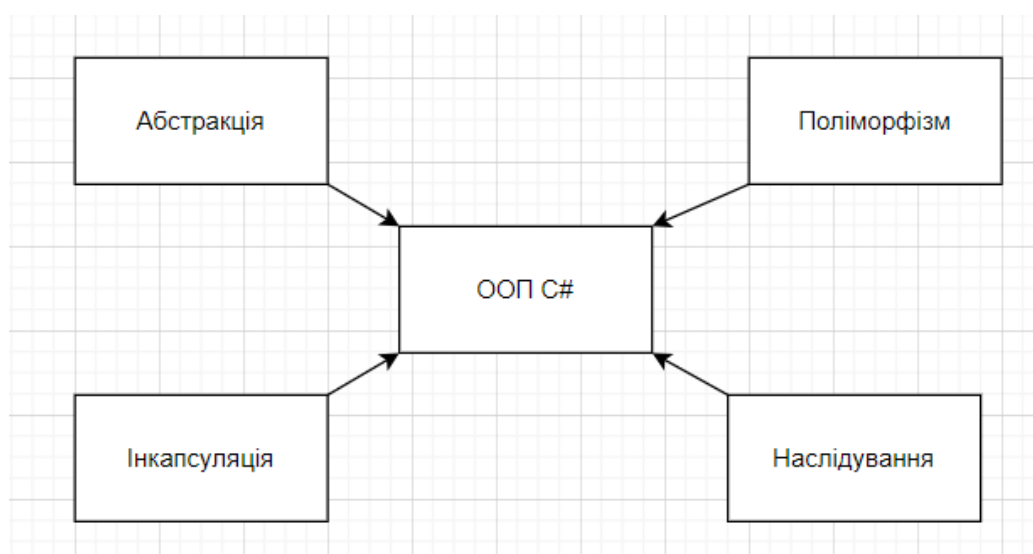 Абстракція
Поліморфізм
ООП C#
Інкапсуляція
Наслідування